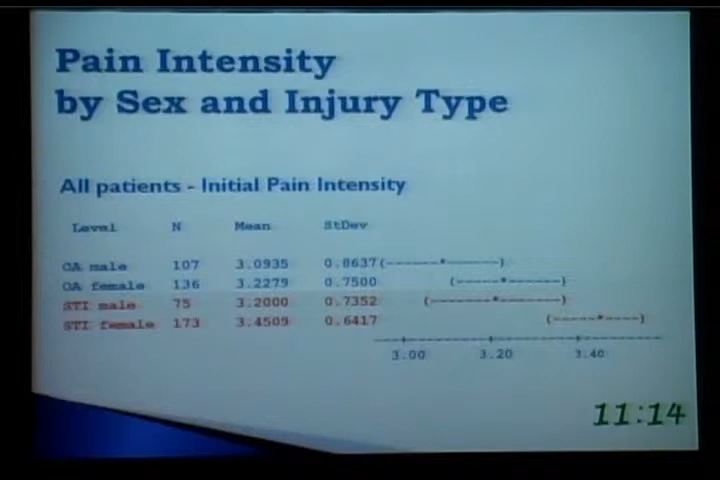 Pain Intensity
by Sex and Injury Type
All patients - Initial Pain Intensity
Level N Mean StDev
OA male 107 3.0935 0.8637(------*------)
OA female 136 3.2279 0.7500 (------*------)
STI male 75 3.2000 0.7352 (-------*-------)
STI female 173 3.4509 0.6417 (-----*-----)
3.00 3.20 3.40
11:14